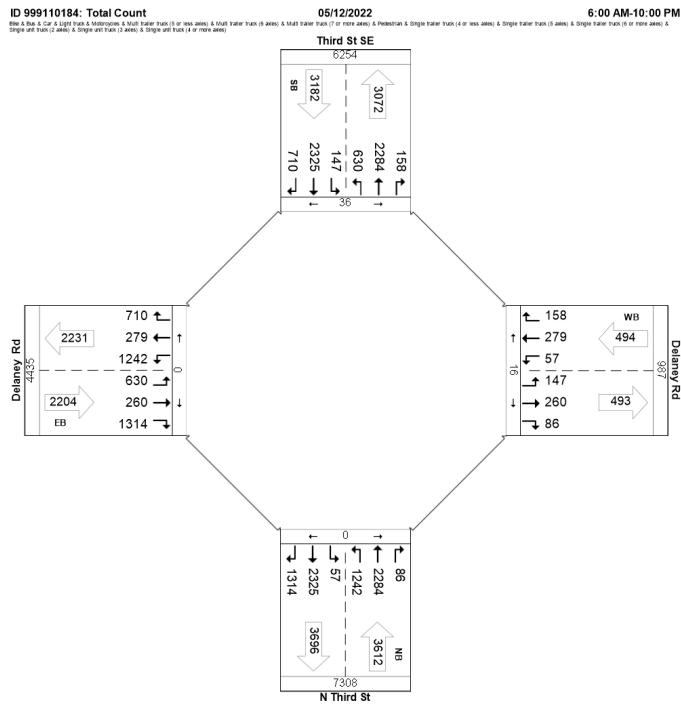 ID 999110184: Total Count 05/12/2022 6:00 AM-10:00 PM
Bike & Bus & Car & Light truck & Motorcycles & Multi trailer truck (5 or less axles) & Multi trailer truck (6 axles) & Multi trailer truck (7 or more axles) & Pedestrian & Single trailer truck (4 or less axles) & Single trailer truck (5 axles) & Single trailer truck (6 or more axles) &
Single unit truck (2 axles) & Single unit truck (3 axles) & Single unit truck (4 or more axles)
Third St SE
6254
SB 3182 3072
710 2325 147 630 2284 158
36
710
279
1242
630
260
1314
2231
2204
EB
0
4435
Delaney Rd
158
279
57
147
260
86
WB
494
493
16
987
Delaney Rd
0
1314 2325 57 1242 2284 86
3696 3612 NB
7308
N Third St